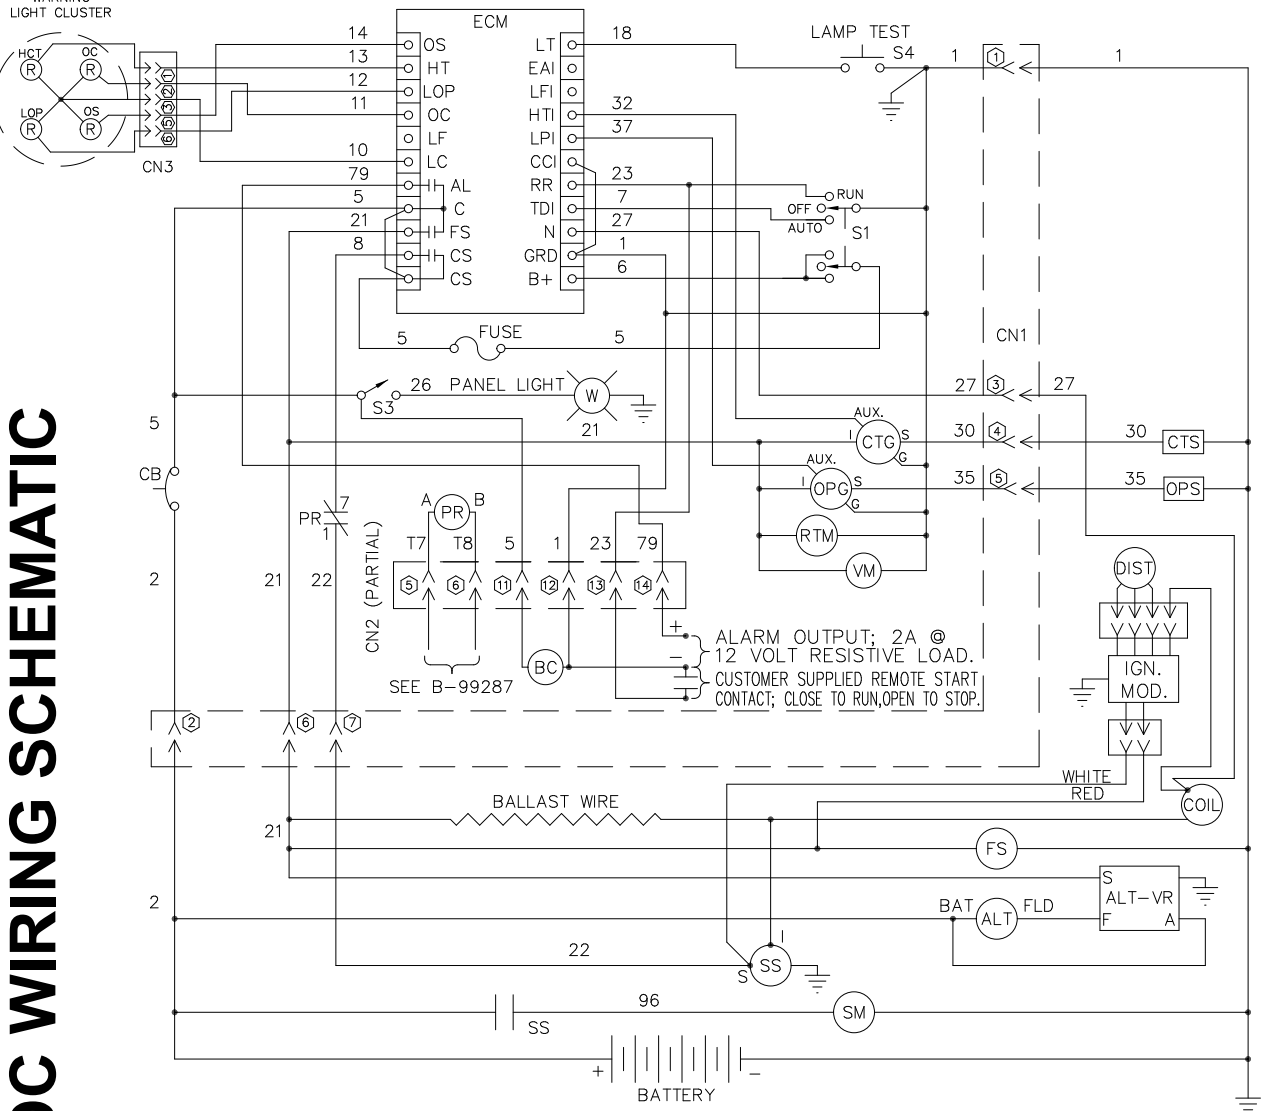 LIGHT CLUSTER
HCT
OC
LOP
OS
R
R
R
R
1
2
3
5
6
CN3
ECM
14
13
12
11
10
79
5
21
8
OS
HT
LOP
OC
LF
LC
AL
C
FS
CS
CS
LT
EAI
LFI
HTI
LPI
CCI
RR
TDI
N
GRD
B+
18
32
37
23
7
27
1
6
LAMP TEST
S4
1
1
1
RUN
OFF
AUTO
S1
CN1
5
FUSE
5
S3
26
PANEL LIGHT
W
21
27
3
27
AUX.
I
CTG
S
G
30
4
30
CTS
AUX.
I
OPG
S
G
35
5
35
OPS
RTM
VM
5
CB
2
21
22
PR
7
1
A
PR
B
CN2 (PARTIAL)
T7
T8
5
1
23
79
5
6
11
12
13
14
SEE B-99287
BC
+
-
ALARM OUTPUT; 2A @
12 VOLT RESISTIVE LOAD.
CUSTOMER SUPPLIED REMOTE START
CONTACT; CLOSE TO RUN,OPEN TO STOP.
DIST
IGN.
MOD.
2
6
7
WHITE
RED
COIL
BALLAST WIRE
21
FS
S
ALT-VR
F
A
2
BAT
ALT
FLD
22
I
S
SS
SS
96
SM
+
-
BATTERY
DC WIRING SCHEMATIC